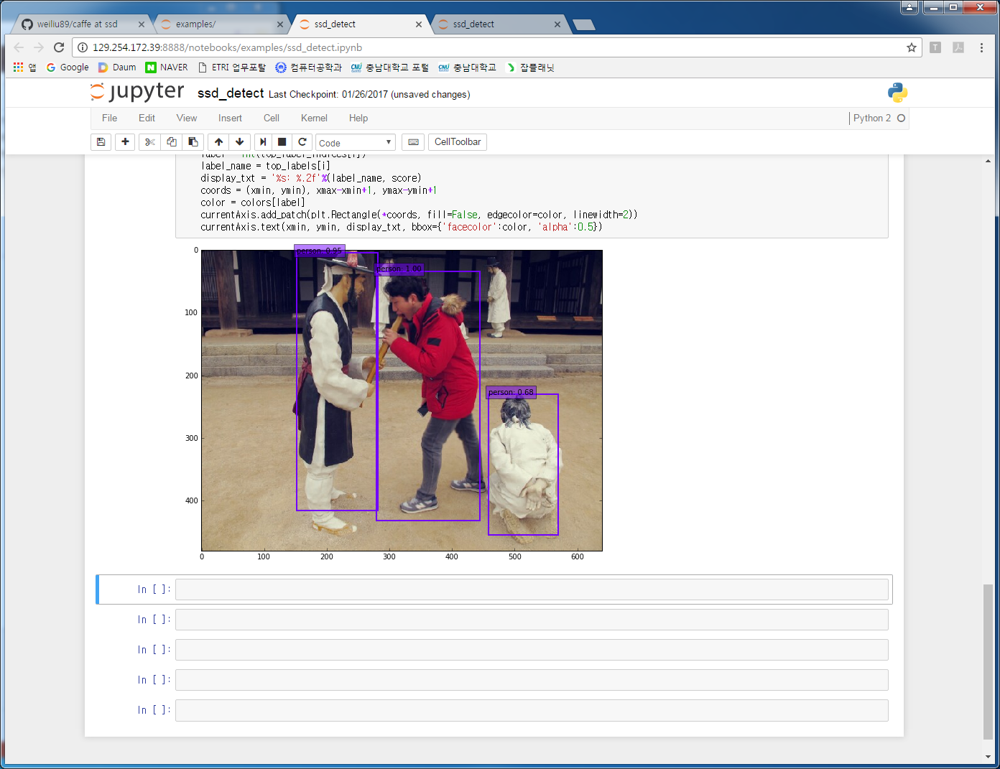 weiliu89/caffe at ssd
examples/
ssd_detect
ssd_detect
129.254.172.39:8888/notebooks/examples/ssd_detect.ipynb
앱 Google Daum NAVER ETRI 업무포탈 컴퓨터공학과 충남대학교 포털 충남대학교 잡플래닛
jupyter ssd_detect Last Checkpoint: 01/26/2017 (unsaved changes)
File Edit View Insert Cell Kernel Help Python 2
Code CellToolbar
label = int(top_label_indices[i])
label_name = top_labels[i]
display_txt = '%s: %.2f'%(label_name, score)
coords = (xmin, ymin), xmax-xmin+1, ymax-ymin+1
color = colors[label]
currentAxis.add_patch(plt.Rectangle(*coords, fill=False, edgecolor=color, linewidth=2))
currentAxis.text(xmin, ymin, display_txt, bbox={'facecolor':color, 'alpha':0.5})
0
person: 0.95
person: 1.00
100
200
person: 0.68
300
400
0 100 200 300 400 500 600
In [ ]:
In [ ]:
In [ ]:
In [ ]:
In [ ]: